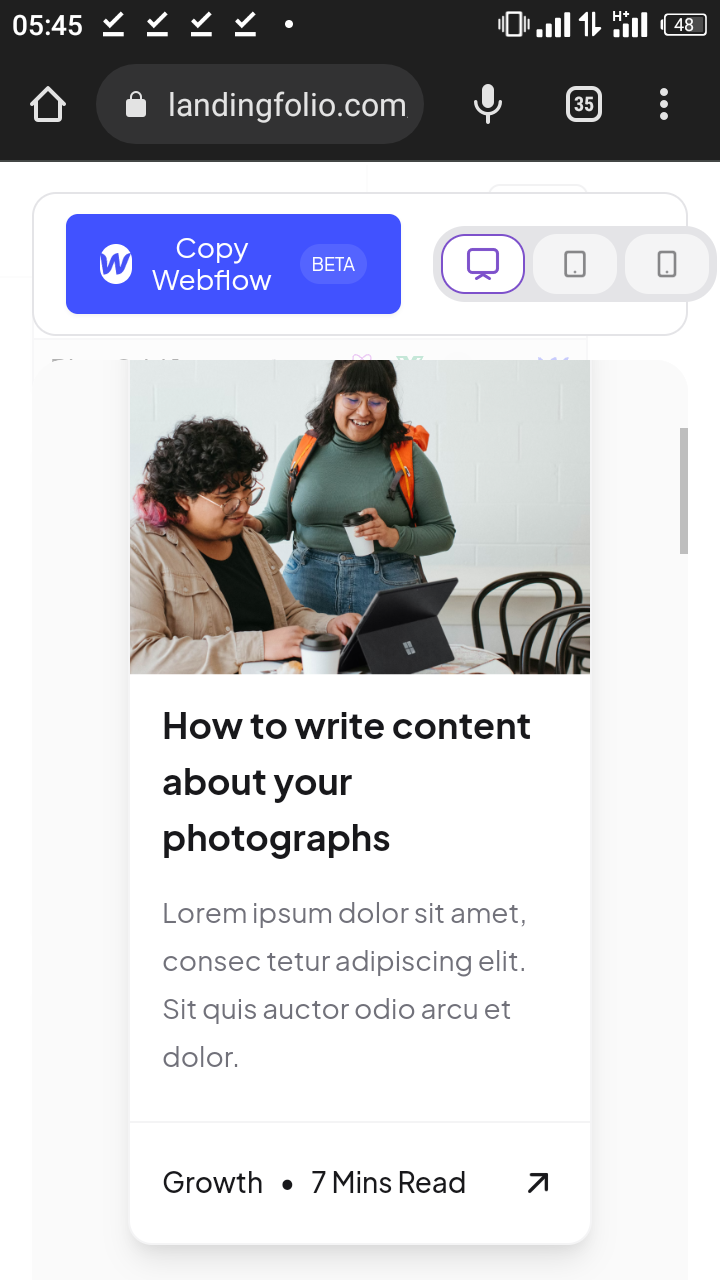 05:45
H+
48
landingfolio.com
35
Copy
Webflow
BETA
How to write content
about your
photographs
Lorem ipsum dolor sit amet,
consec tetur adipiscing elit.
Sit quis auctor odio arcu et
dolor.
Growth • 7 Mins Read